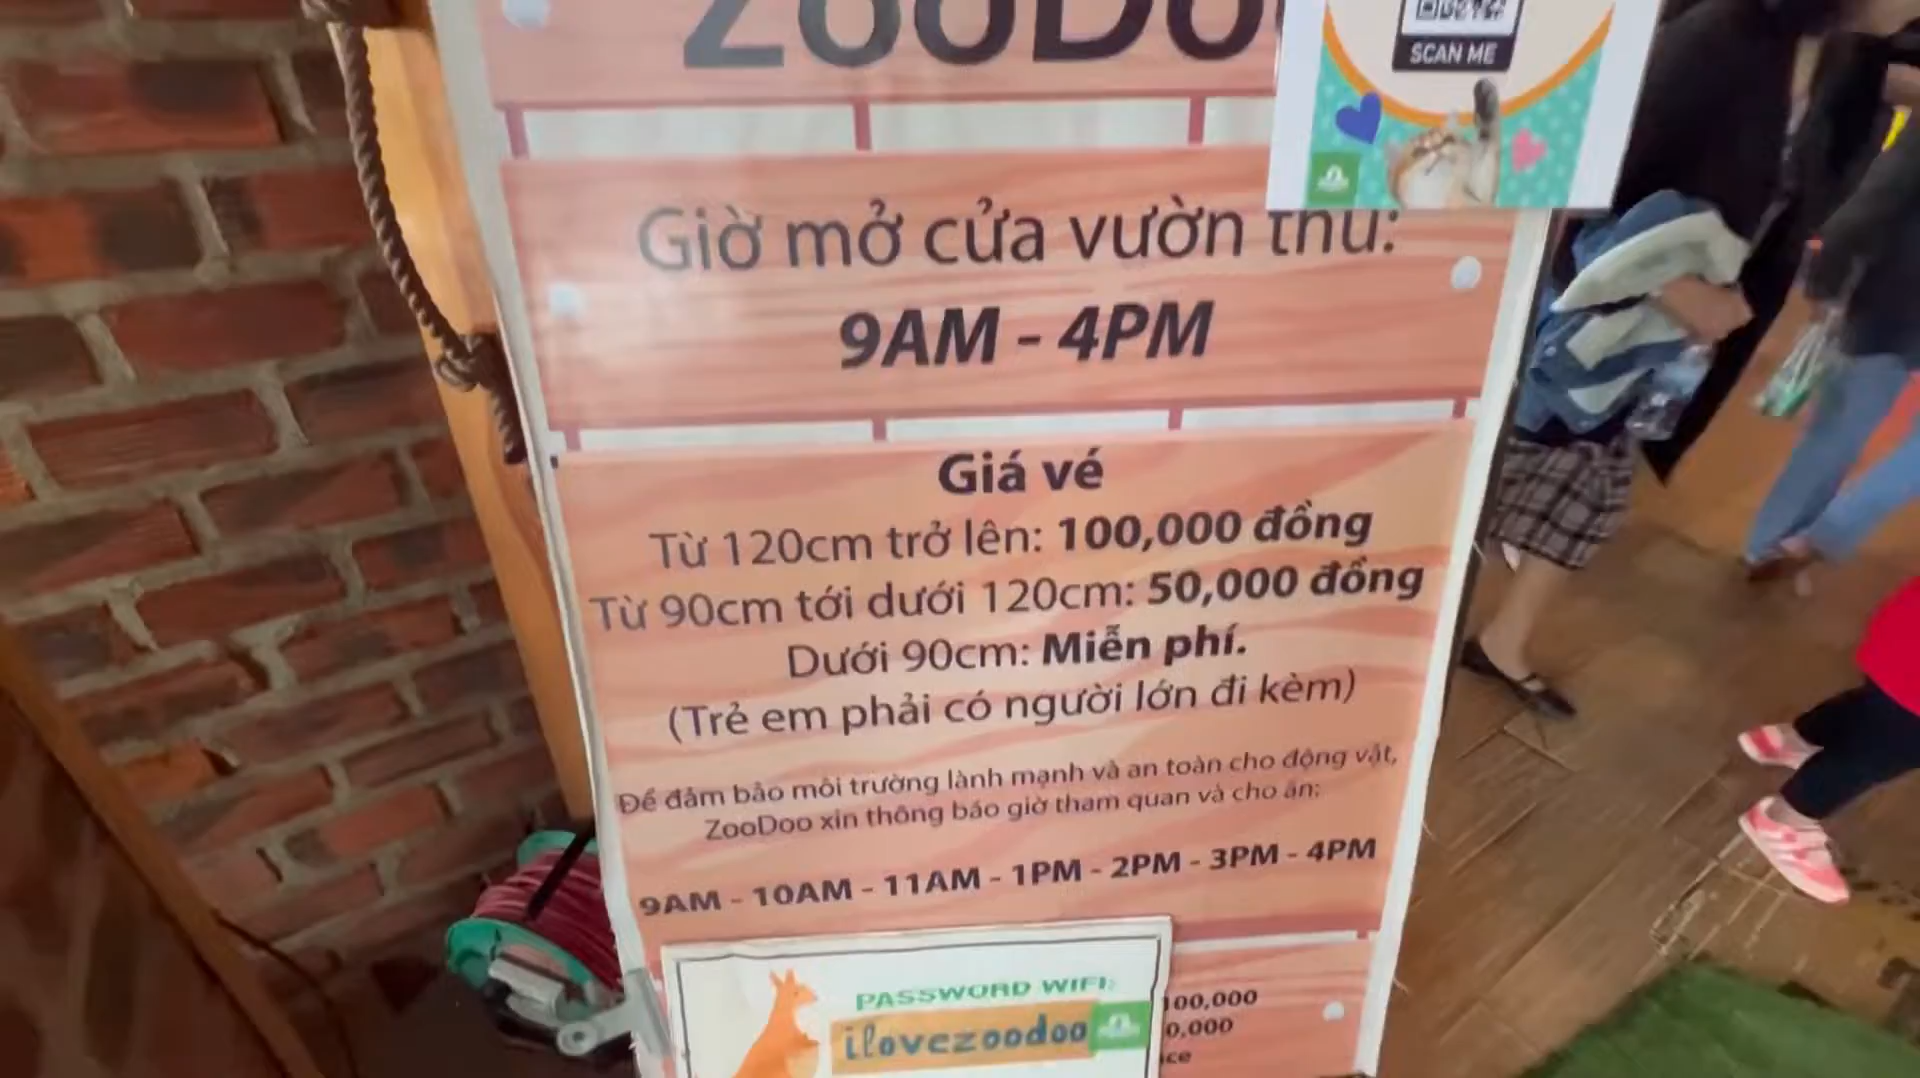 ZooDo
SCAN ME
Giờ mở cửa vườn thú:
9AM - 4PM
Giá vé
Từ 120cm trở lên: 100,000 đồng
Từ 90cm tới dưới 120cm: 50,000 đồng
Dưới 90cm: Miễn phí.
(Trẻ em phải có người lớn đi kèm)
Để đảm bảo môi trường lành mạnh và an toàn cho động vật,
ZooDoo xin thông báo giờ tham quan và cho ăn:
9AM - 10AM - 11AM - 1PM - 2PM - 3PM - 4PM
PASSWORD WIFI:
ilovezoodoo
100,000
0,000